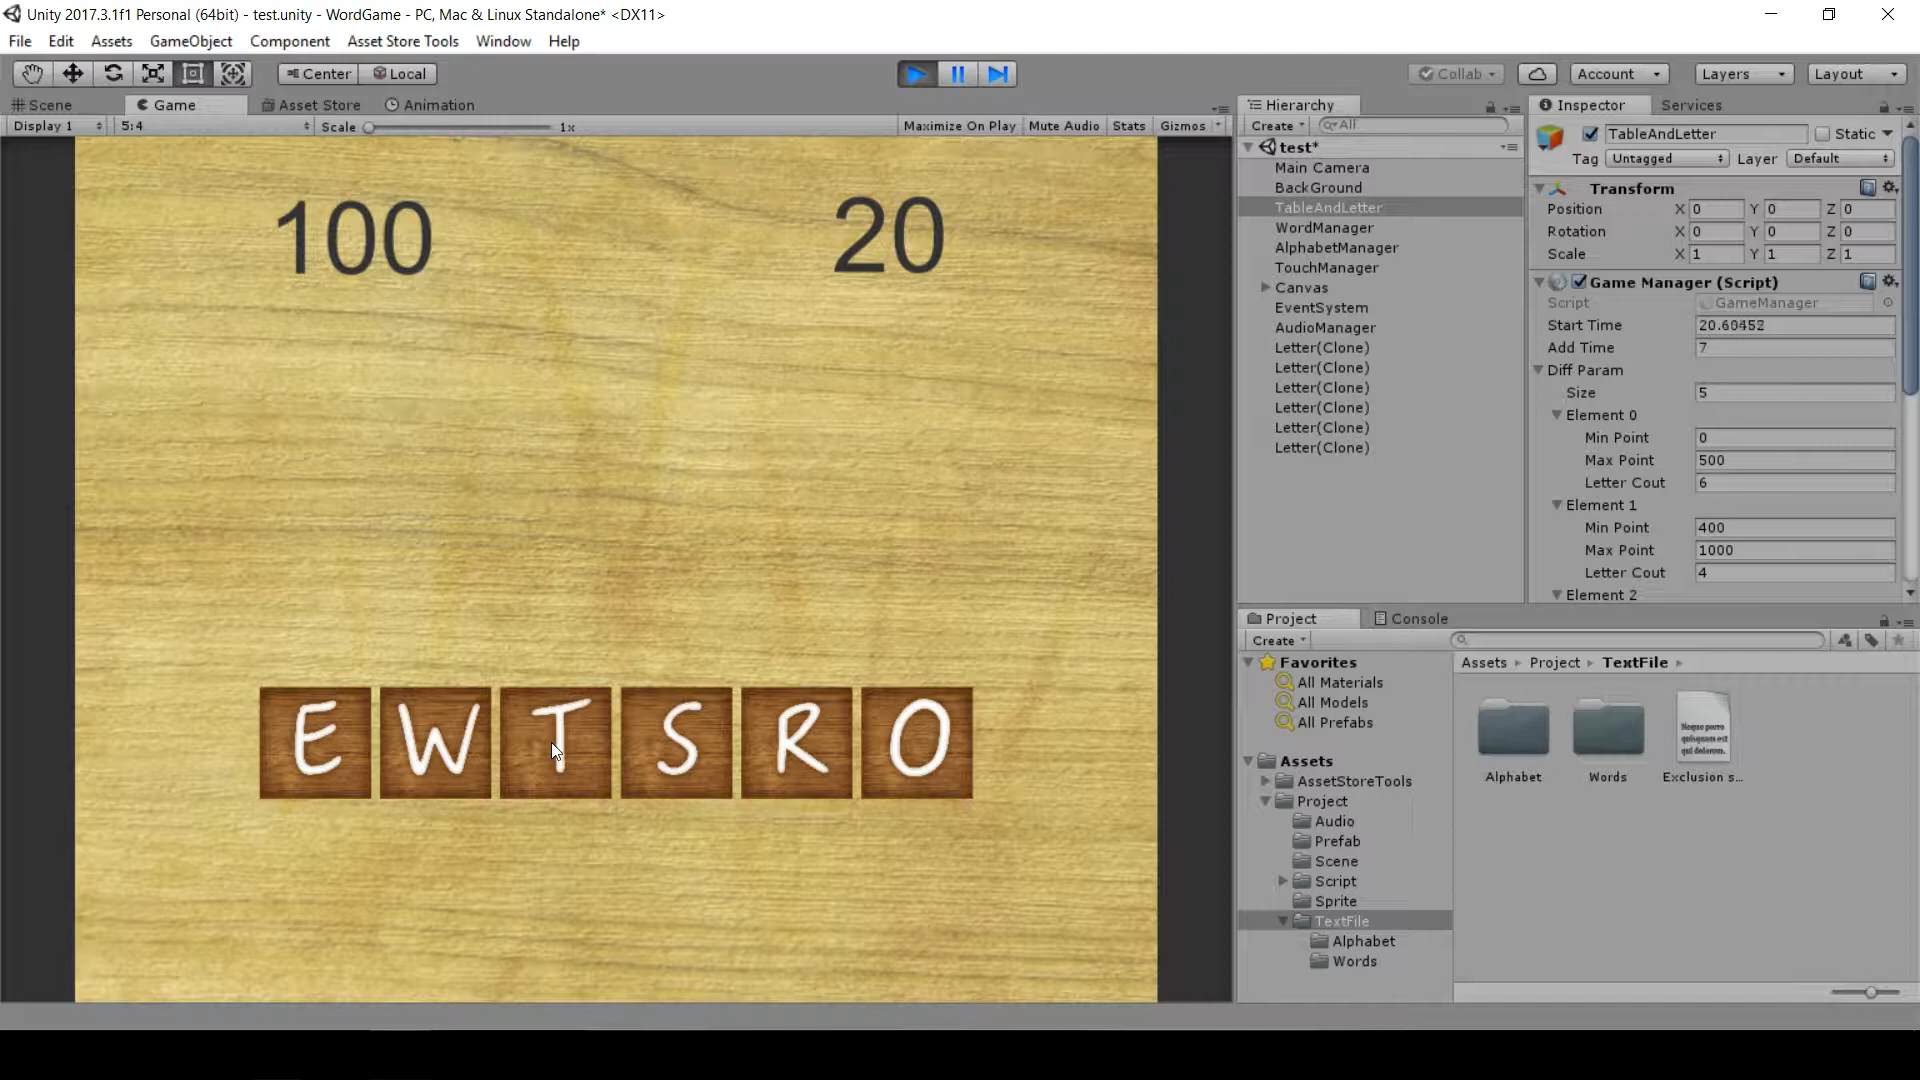 Unity 2017.3.1f1 Personal (64bit) - test.unity - WordGame - PC, Mac & Linux Standalone* <DX11>
File Edit Assets GameObject Component Asset Store Tools Window Help
Center Local Collab Account Layers Layout
Scene Game Asset Store Animation
Display 1 5:4 Scale 1x Maximize On Play Mute Audio Stats Gizmos
100 20
E W T S R O
Hierarchy
Create All
test*
Main Camera
BackGround
TableAndLetter
WordManager
AlphabetManager
TouchManager
Canvas
EventSystem
AudioManager
Letter(Clone)
Letter(Clone)
Letter(Clone)
Letter(Clone)
Letter(Clone)
Letter(Clone)
Inspector Services
TableAndLetter Static
Tag Untagged Layer Default
Transform
Position X 0 Y 0 Z 0
Rotation X 0 Y 0 Z 0
Scale X 1 Y 1 Z 1
Game Manager (Script)
Script GameManager
Start Time 20.60452
Add Time 7
Diff Param
Size 5
Element 0
Min Point 0
Max Point 500
Letter Cout 6
Element 1
Min Point 400
Max Point 1000
Letter Cout 4
Element 2
Project Console
Create
Favorites
All Materials
All Models
All Prefabs
Assets
AssetStoreTools
Project
Audio
Prefab
Scene
Script
Sprite
TextFile
Alphabet
Words
Assets Project TextFile
Neque porro
quisquam est
qui dolorem.
Alphabet Words Exclusion s...